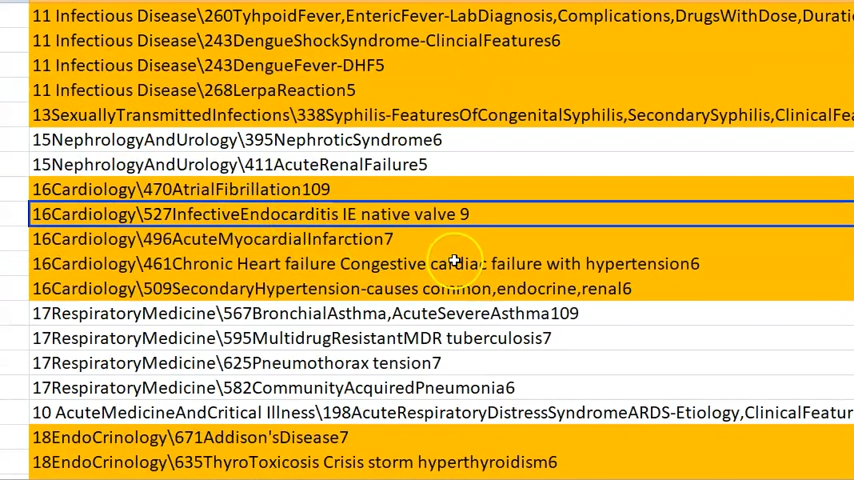 11 Infectious Disease\260TyhpoidFever,EntericFever-LabDiagnosis,Complications,DrugsWithDose,Duratio
11 Infectious Disease\243DengueShockSyndrome-ClincialFeatures6
11 Infectious Disease\243DengueFever-DHF5
11 Infectious Disease\268LerpaReaction5
13SexuallyTransmittedInfections\338Syphilis-FeaturesOfCongenitalSyphilis,SecondarySyphilis,ClinicalFea
15NephrologyAndUrology\395NephroticSyndrome6
15NephrologyAndUrology\411AcuteRenalFailure5
16Cardiology\470AtrialFibrillation109
16Cardiology\527InfectiveEndocarditis IE native valve 9
16Cardiology\496AcuteMyocardialInfarction7
16Cardiology\461Chronic Heart failure Congestive cardiac failure with hypertension6
16Cardiology\509SecondaryHypertension-causes common,endocrine,renal6
17RespiratoryMedicine\567BronchialAsthma,AcuteSevereAsthma109
17RespiratoryMedicine\595MultidrugResistantMDR tuberculosis7
17RespiratoryMedicine\625Pneumothorax tension7
17RespiratoryMedicine\582CommunityAcquiredPneumonia6
10 AcuteMedicineAndCritical Illness\198AcuteRespiratoryDistressSyndromeARDS-Etiology,ClinicalFeatur
18EndoCrinology\671Addison'sDisease7
18EndoCrinology\635ThyroToxicosis Crisis storm hyperthyroidism6